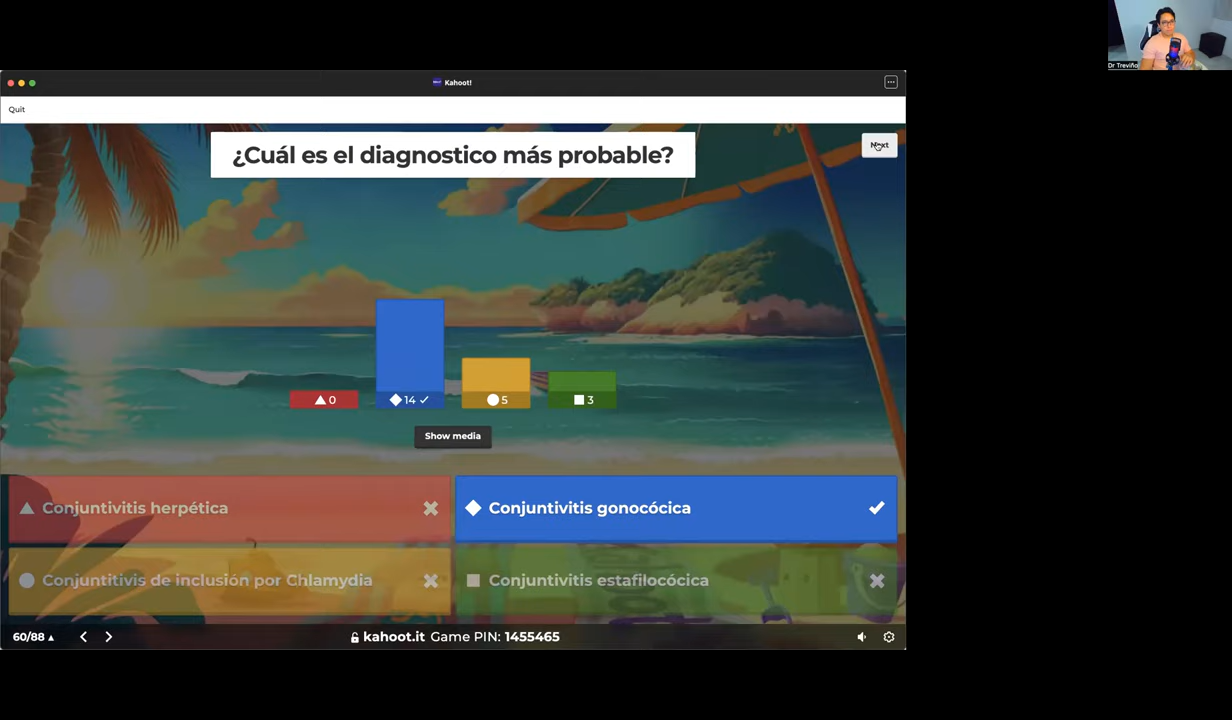 Dr Treviño
Kahoot!
Quit
¿Cuál es el diagnostico más probable?
Next
0
14
5
3
Show media
Conjuntivitis herpética
Conjuntivitis gonocócica
Conjuntitivis de inclusión por Chlamydia
Conjuntivitis estafilocócica
60/88
kahoot.it Game PIN: 1455465